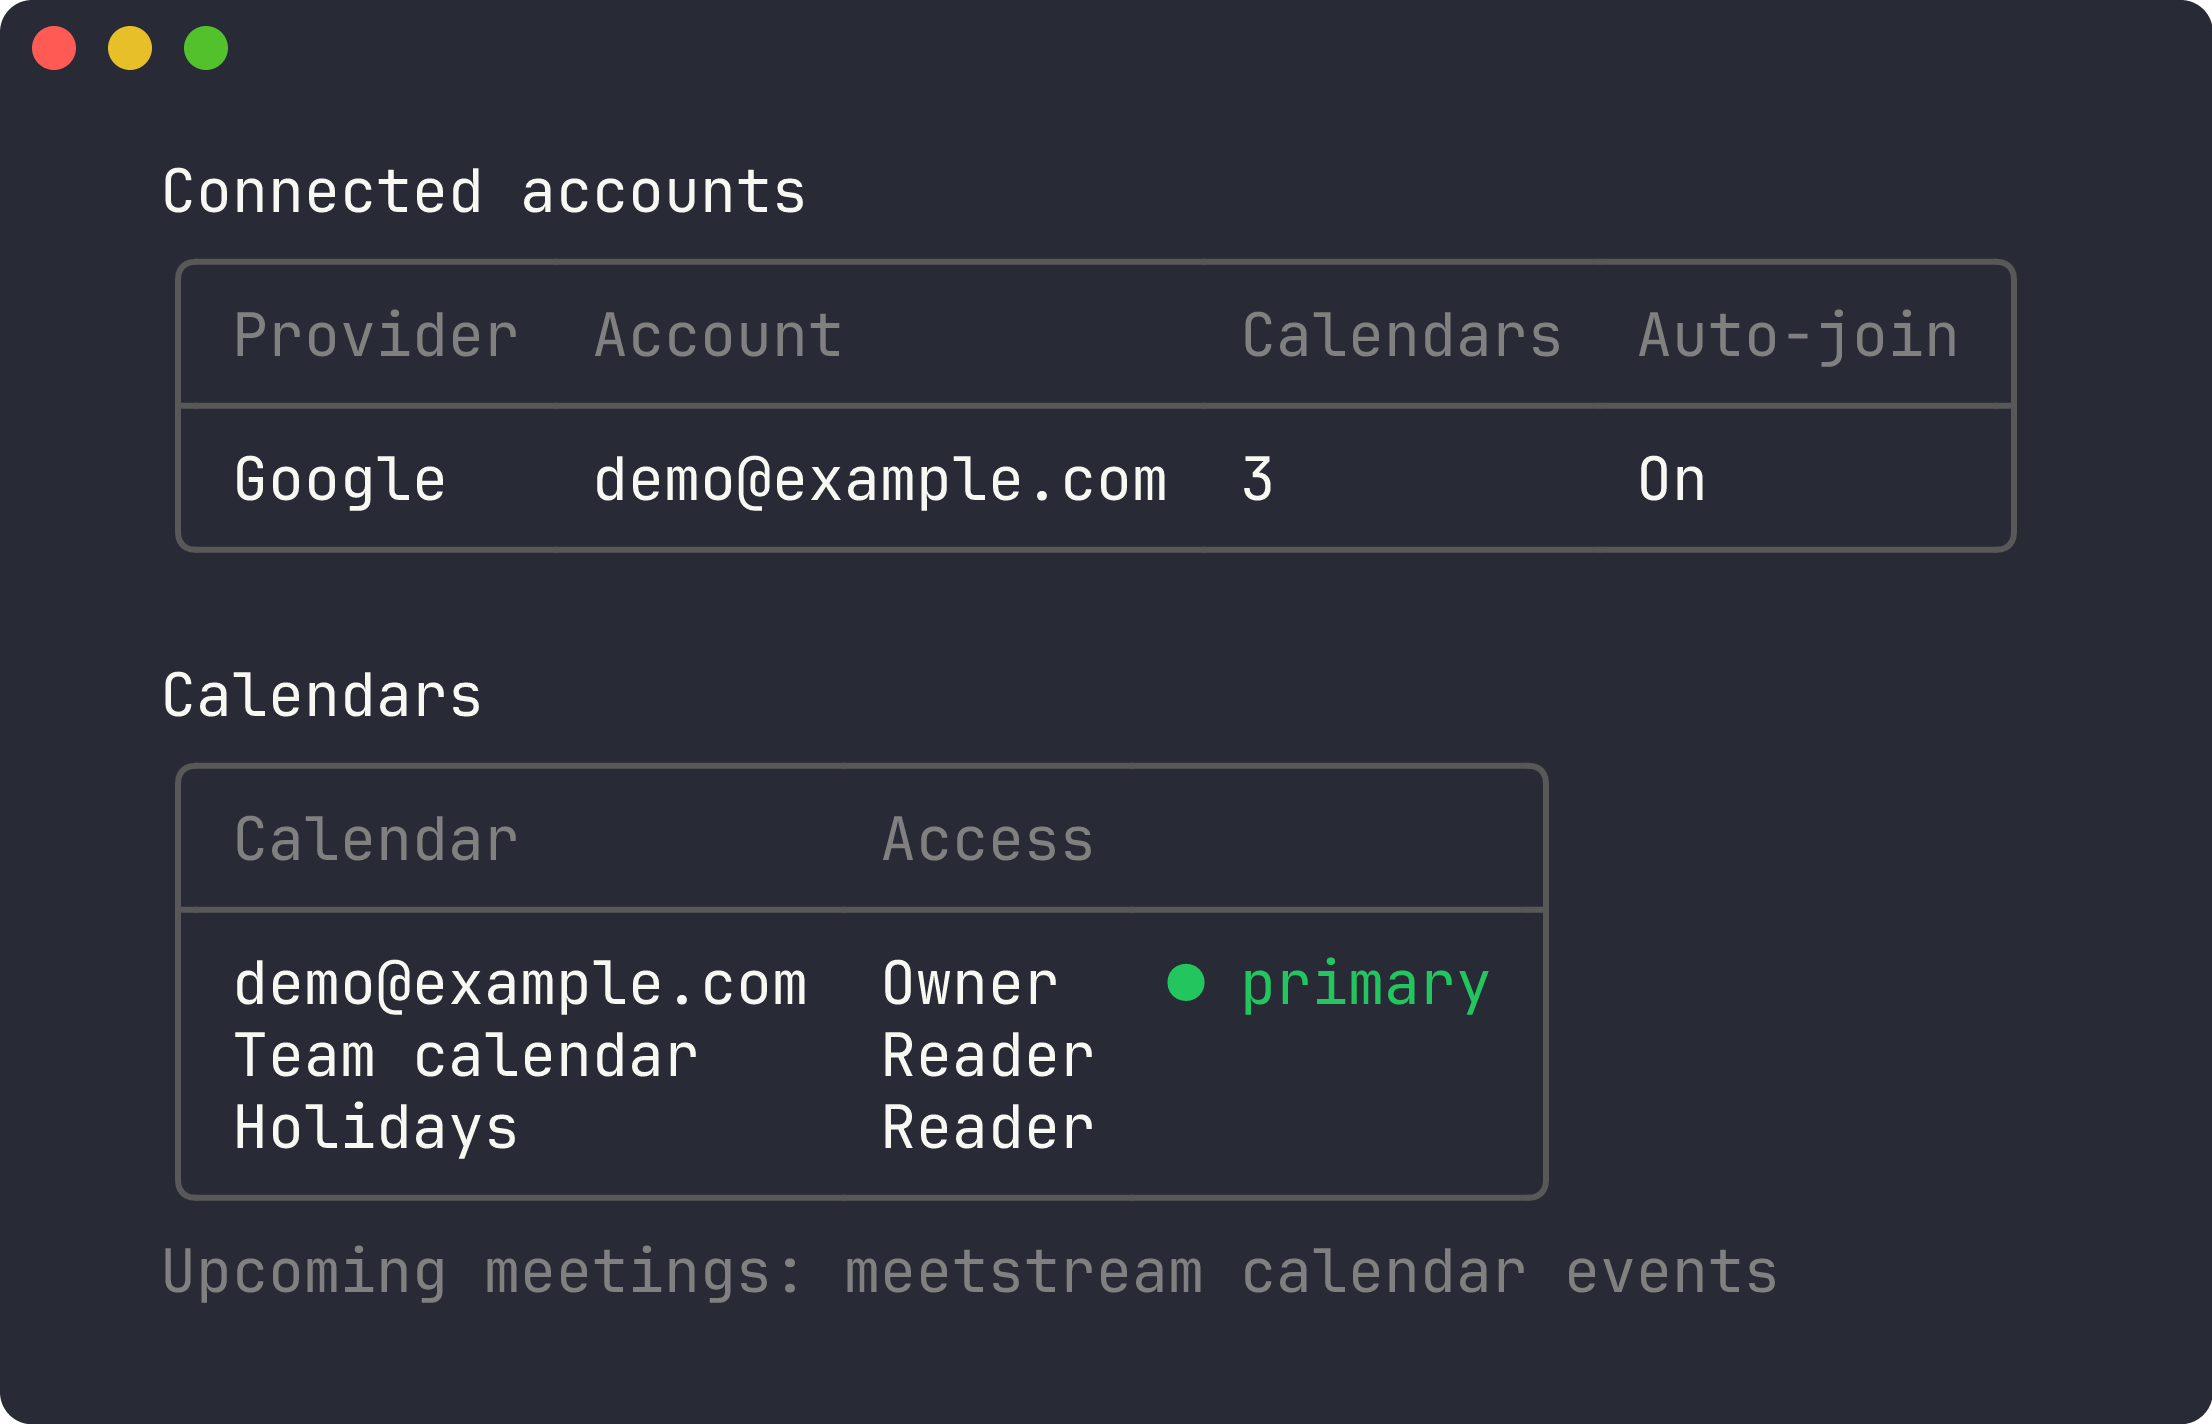 Connected accounts
Provider  Account  Calendars  Auto-join
Google  demo@example.com  3  On
Calendars
Calendar  Access
demo@example.com  Owner  ● primary
Team calendar  Reader
Holidays  Reader
Upcoming meetings: meetstream calendar events